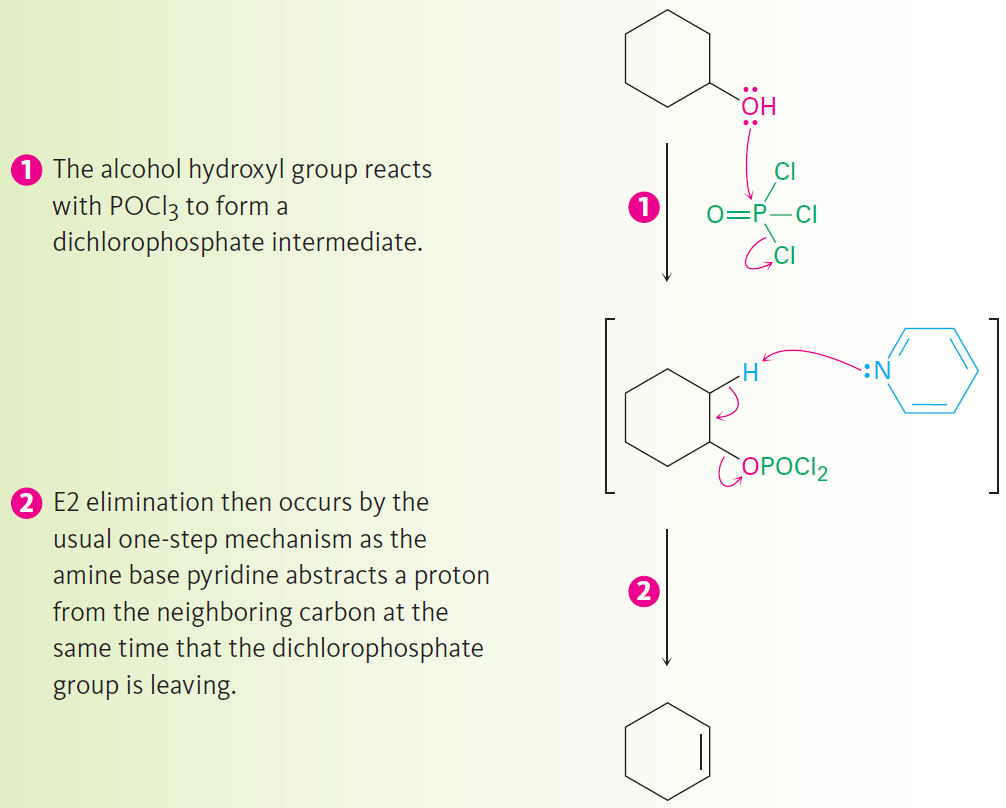 OH
1 The alcohol hydroxyl group reacts
with POCl3 to form a
dichlorophosphate intermediate.
1
Cl
O=P—Cl
Cl
H
:N
OPOCl2
2 E2 elimination then occurs by the
usual one-step mechanism as the
amine base pyridine abstracts a proton
from the neighboring carbon at the
same time that the dichlorophosphate
group is leaving.
2